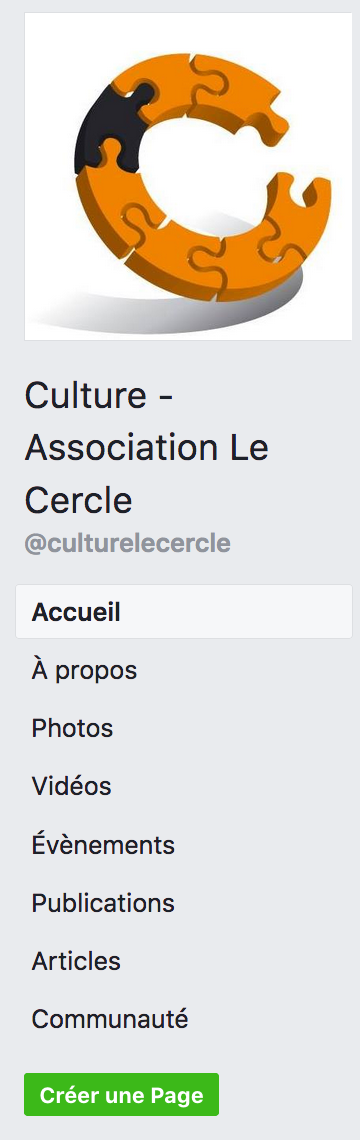 Culture -
Association Le
Cercle
@culturelecercle
Accueil
À propos
Photos
Vidéos
Évènements
Publications
Articles
Communauté
Créer une Page